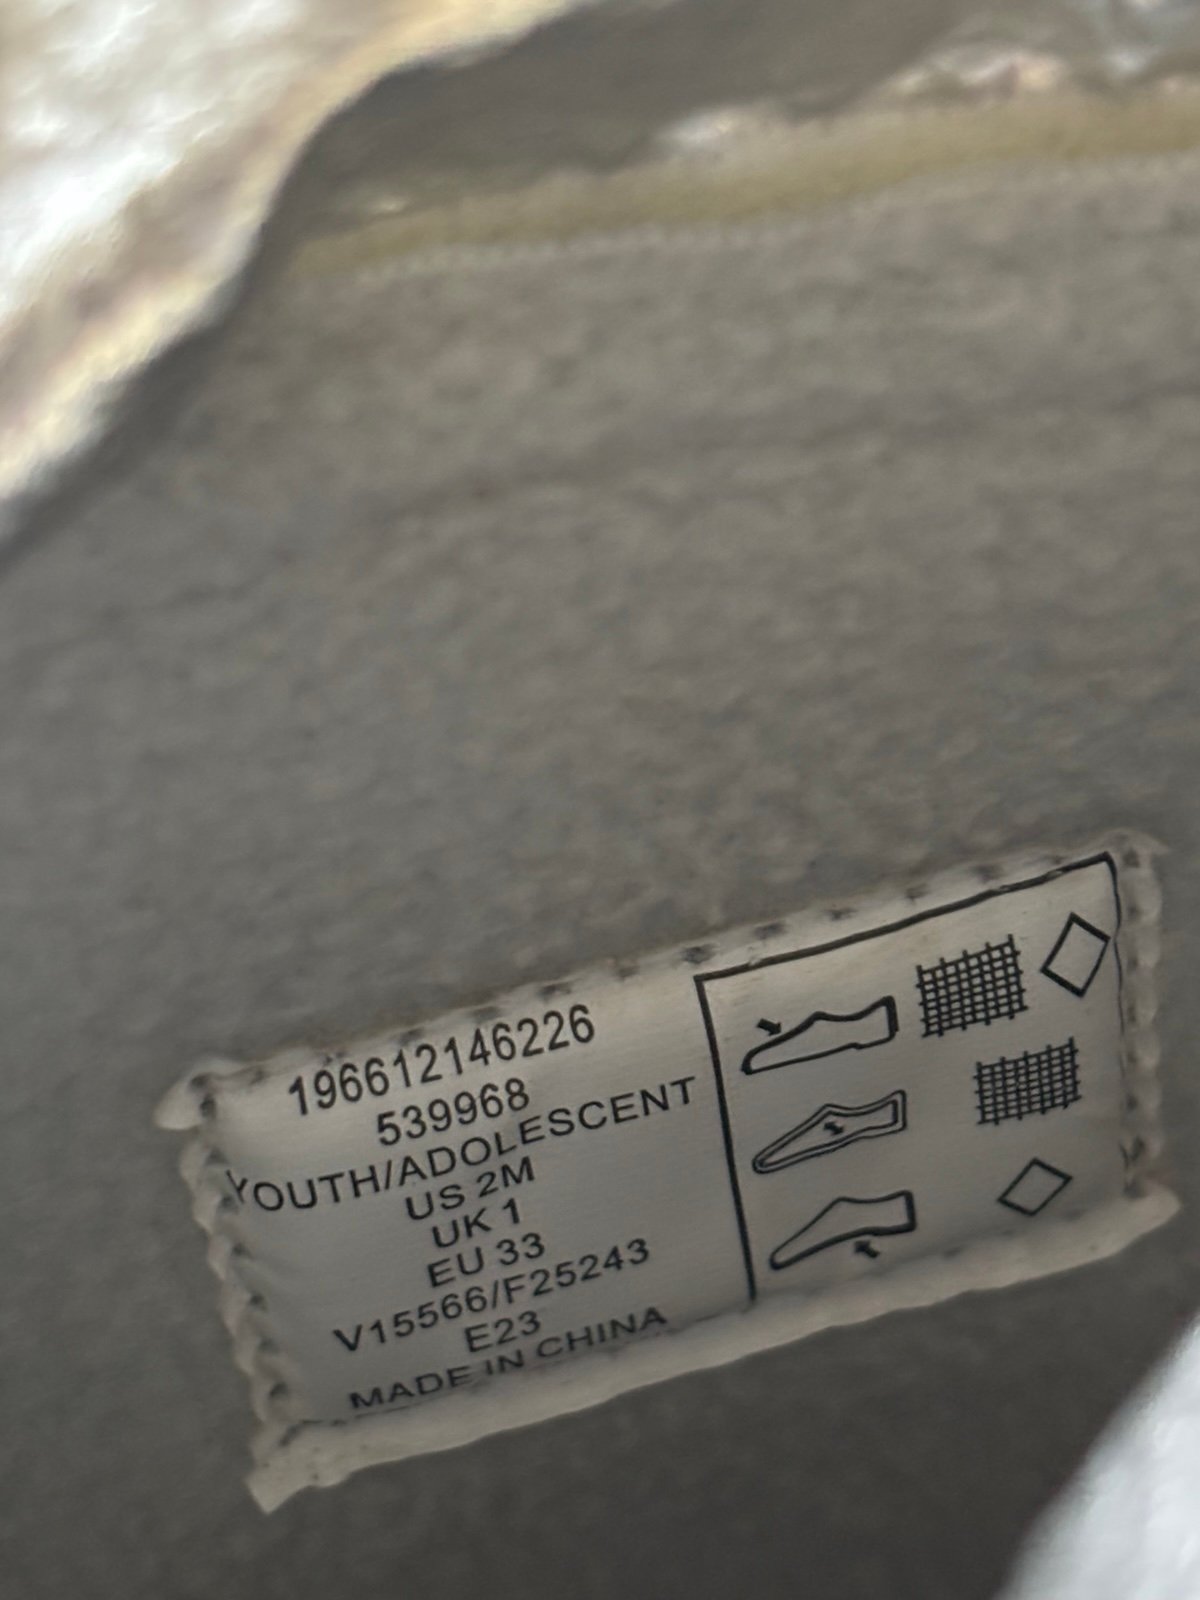 196612146226
539968
YOUTH/ADOLESCENT
US 2M
UK 1
EU 33
V15566/F25243
E23
MADE IN CHINA